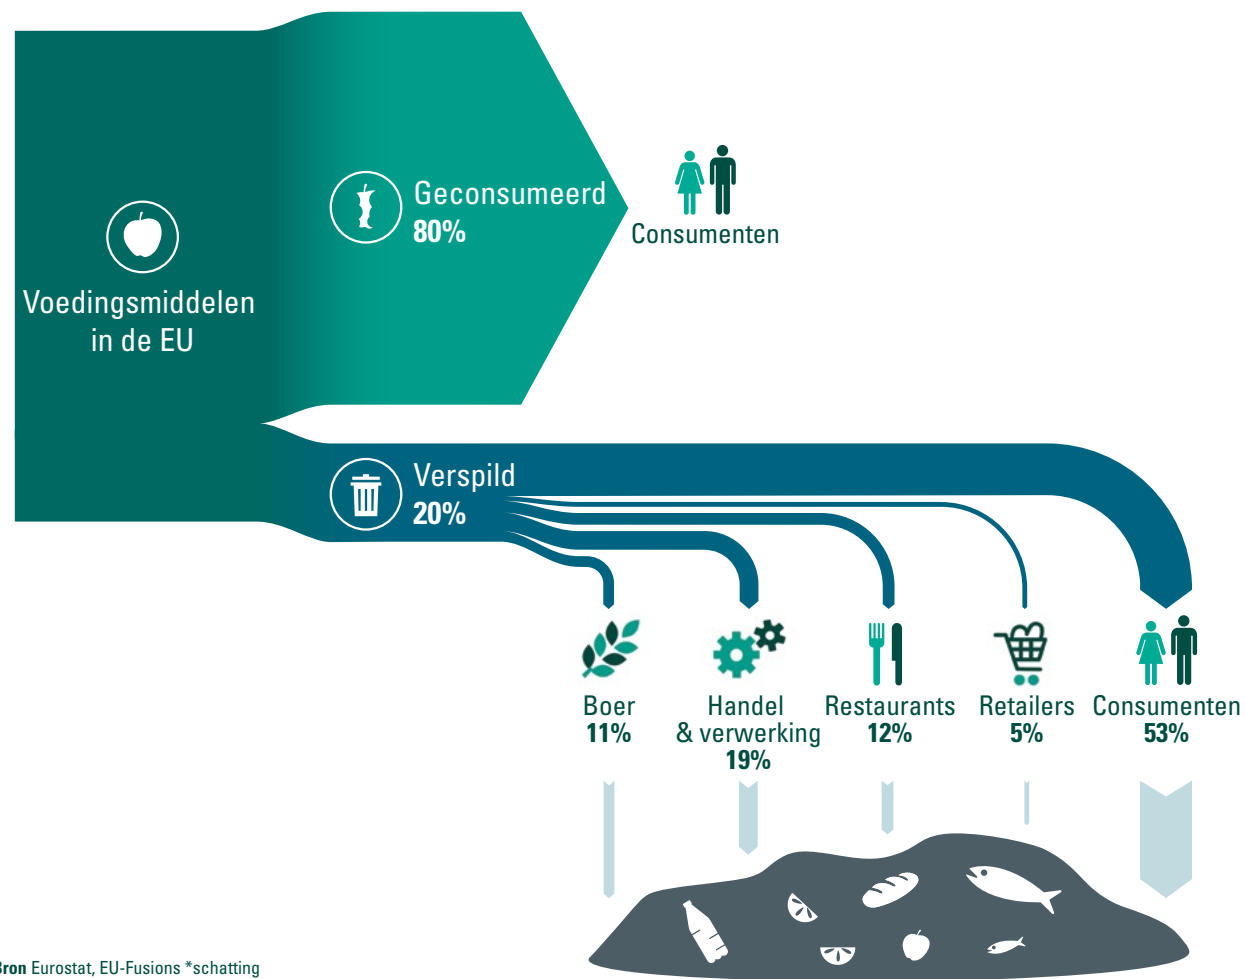 Geconsumeerd
80%
Consumenten
Voedingsmiddelen
in de EU
Verspild
20%
Boer
11%
Handel
& verwerking
19%
Restaurants
12%
Retailers
5%
Consumenten
53%
Bron Eurostat, EU-Fusions *schatting